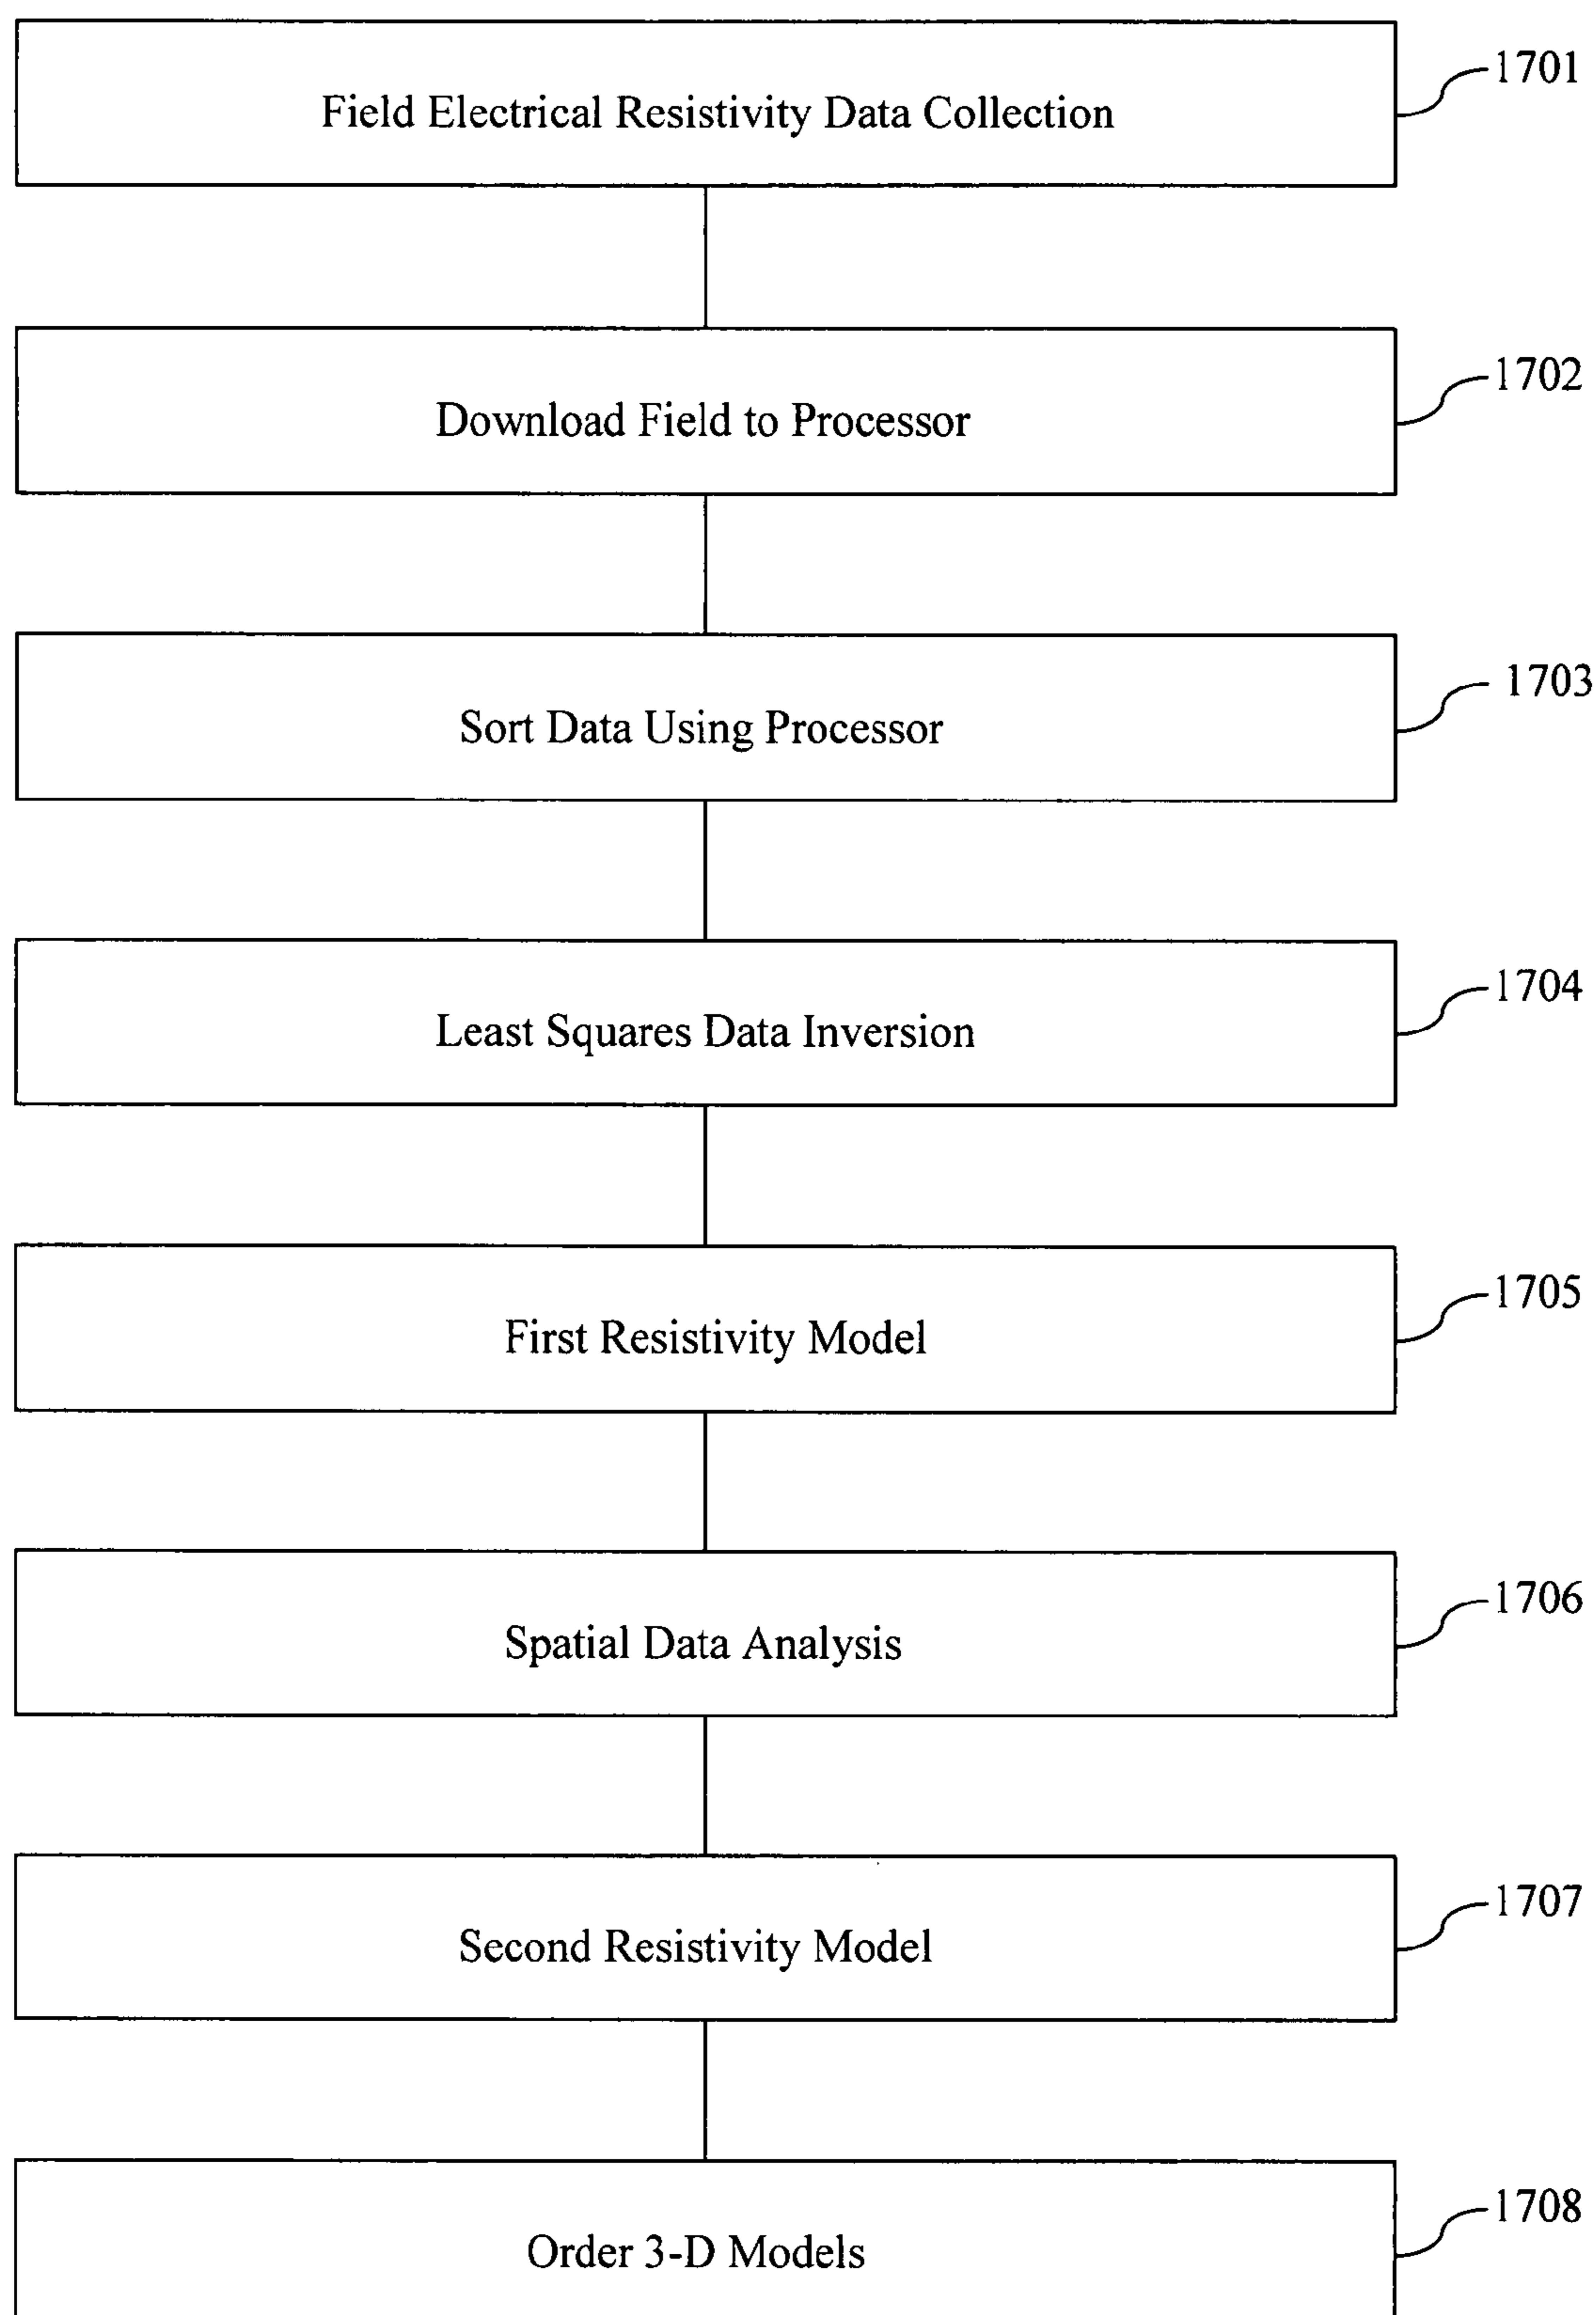 Field Electrical Resistivity Data Collection
1701
Download Field to Processor
1702
Sort Data Using Processor
1703
Least Squares Data Inversion
1704
First Resistivity Model
1705
Spatial Data Analysis
1706
Second Resistivity Model
1707
Order 3-D Models
1708